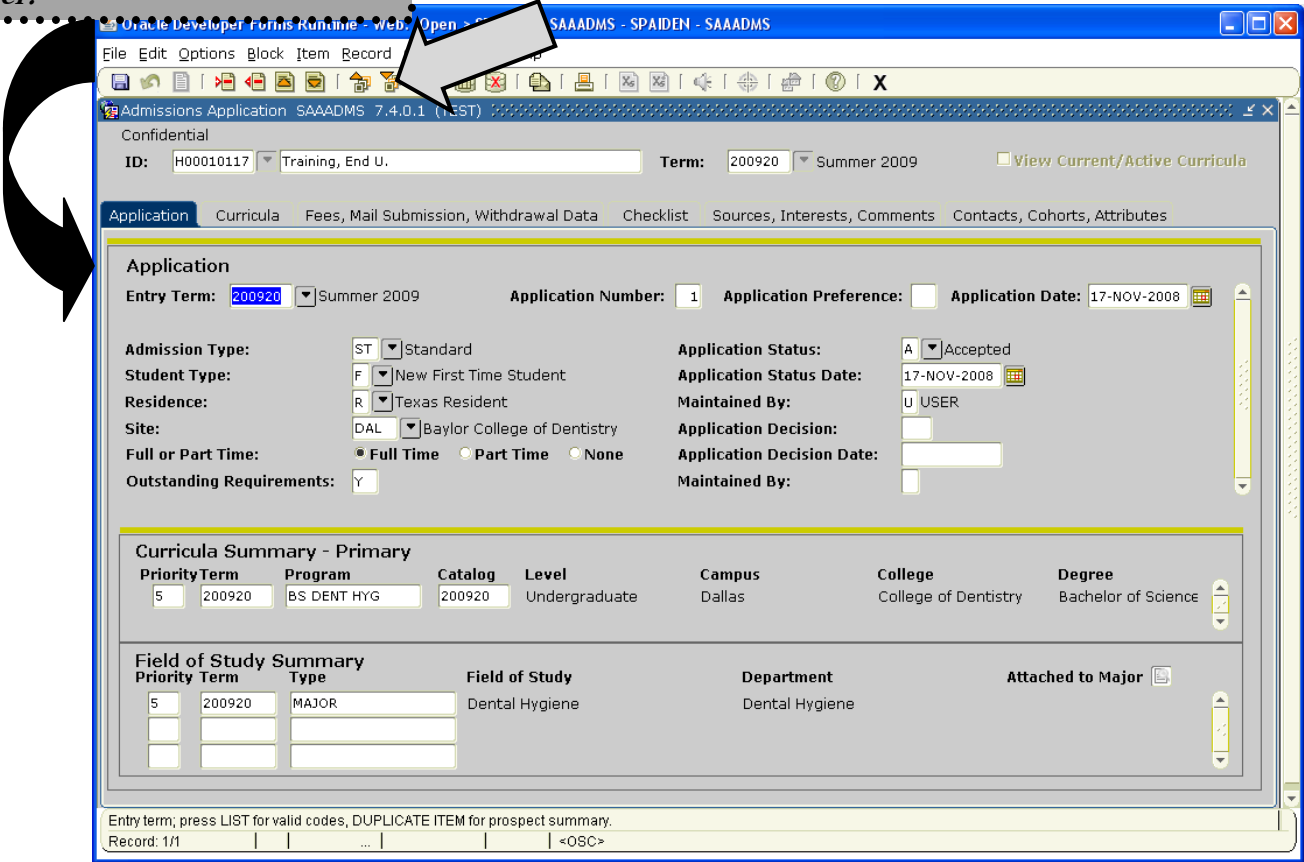 er.
Oracle Developer Forms Runtime - Web: Open > SAAADMS - SPAIDEN - SAAADMS
File Edit Options Block Item Record
X
Admissions Application SAAADMS 7.4.0.1 (TEST)
Confidential
ID: H00010117 Training, End U. Term: 200920 Summer 2009 View Current/Active Curricula
Application Curricula Fees, Mail Submission, Withdrawal Data Checklist Sources, Interests, Comments Contacts, Cohorts, Attributes
Application
Entry Term: 200920 Summer 2009 Application Number: 1 Application Preference: Application Date: 17-NOV-2008
Admission Type: ST Standard Application Status: A Accepted
Student Type: F New First Time Student Application Status Date: 17-NOV-2008
Residence: R Texas Resident Maintained By: U USER
Site: DAL Baylor College of Dentistry Application Decision:
Full or Part Time: Full Time Part Time None Application Decision Date:
Outstanding Requirements: Y Maintained By:
Curricula Summary - Primary
Priority Term Program Catalog Level Campus College Degree
5 200920 BS DENT HYG 200920 Undergraduate Dallas College of Dentistry Bachelor of Science
Field of Study Summary
Priority Term Type Field of Study Department Attached to Major
5 200920 MAJOR Dental Hygiene Dental Hygiene
Entry term; press LIST for valid codes, DUPLICATE ITEM for prospect summary.
Record: 1/1 ... <OSC>